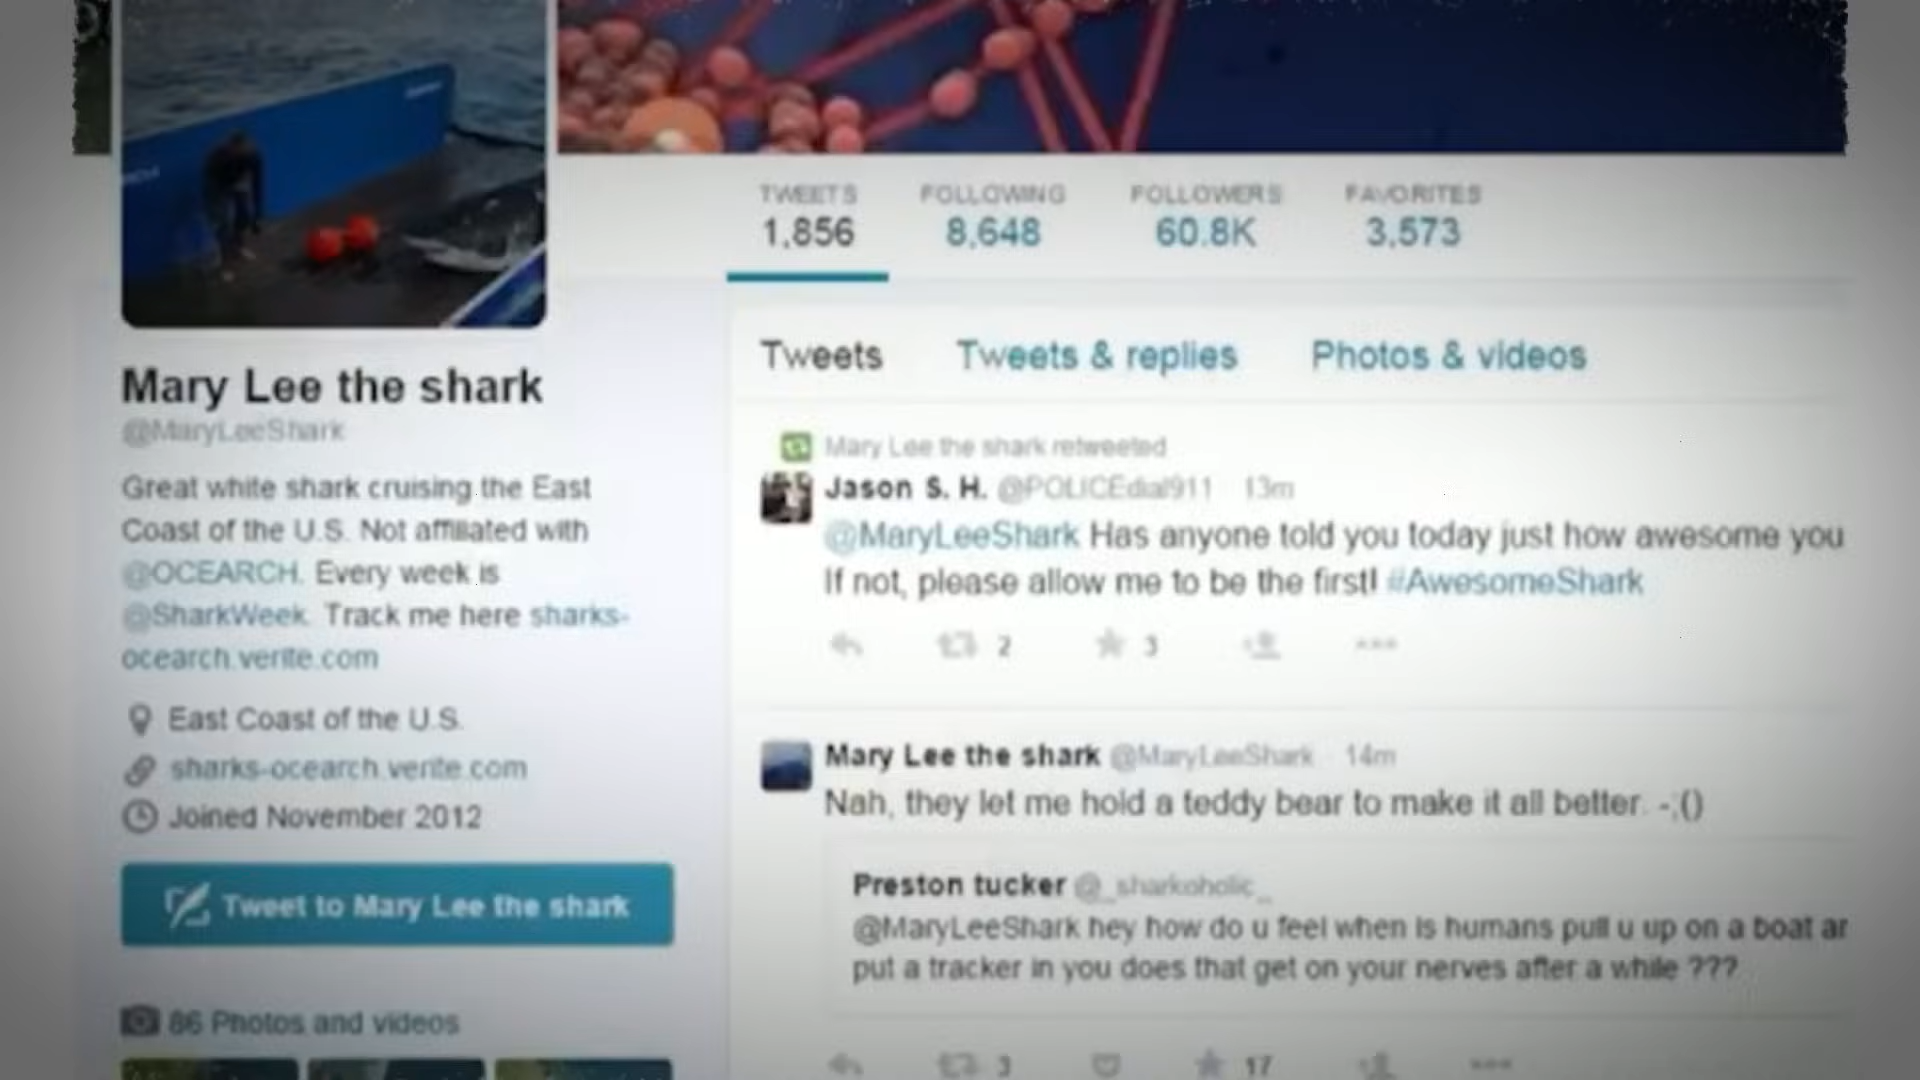 TWEETS FOLLOWING FOLLOWERS FAVORITES
1,856 8,648 60.8K 3,573
Tweets Tweets & replies Photos & videos
Mary Lee the shark
@MaryLeeShark
Great white shark cruising the East
Coast of the U.S. Not affiliated with
@OCEARCH. Every week is
@SharkWeek. Track me here sharks-
ocearch.verite.com
East Coast of the U.S.
sharks-ocearch.verite.com
Joined November 2012
Tweet to Mary Lee the shark
86 Photos and videos
Mary Lee the shark retweeted
Jason S. H. @POLICEdial911 · 13m
@MaryLeeShark Has anyone told you today just how awesome you
If not, please allow me to be the first! #AwesomeShark
2 3
Mary Lee the shark @MaryLeeShark · 14m
Nah, they let me hold a teddy bear to make it all better. -;()
Preston tucker @_sharkoholic_
@MaryLeeShark hey how do u feel when is humans pull u up on a boat ar
put a tracker in you does that get on your nerves after a while ???
3 17